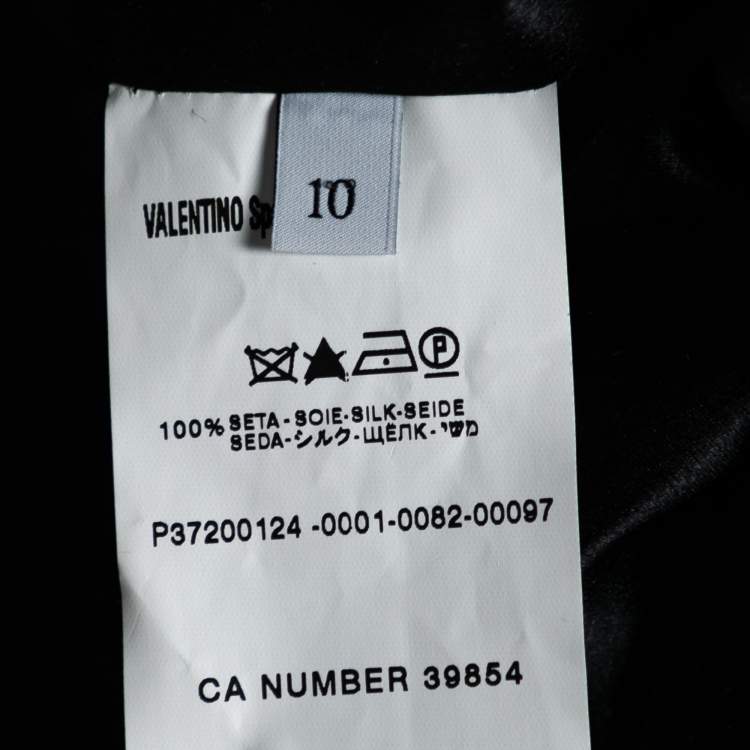 10
VALENTINO Sp
P
100% SETA-SOIE-SILK-SEIDE
SEDA-シルク-ЩЁЛК-משי
P37200124 -0001-0082-00097
CA NUMBER 39854